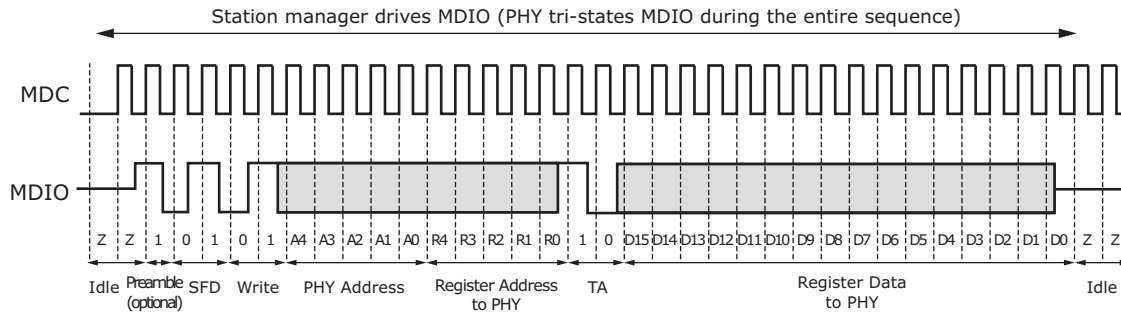 Station manager drives MDIO (PHY tri-states MDIO during the entire sequence)
MDC
MDIO
Z Z 1 0 1 0 1 A4 A3 A2 A1 A0 R4 R3 R2 R1 R0 1 0 D15 D14 D13 D12 D11 D10 D9 D8 D7 D6 D5 D4 D3 D2 D1 D0 Z Z
Idle Preamble (optional) SFD Write PHY Address Register Address to PHY TA Register Data to PHY Idle